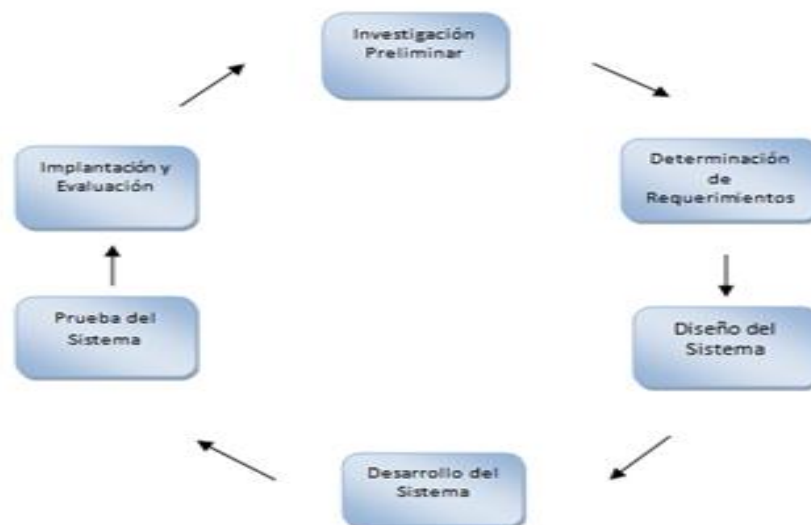 Investigación
Preliminar
Determinación
de
Requerimientos
Diseño del
Sistema
Desarrollo del
Sistema
Prueba del
Sistema
Implantación y
Evaluación